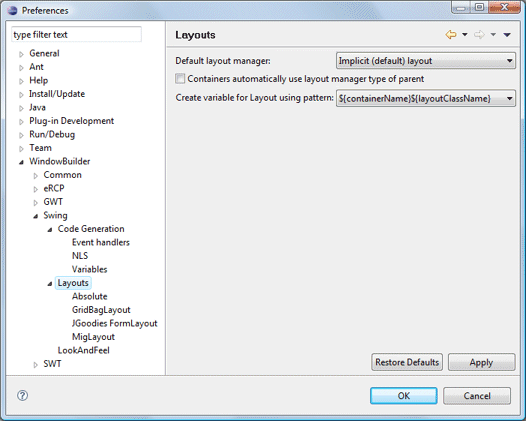 Preferences
type filter text
Layouts
General
Ant
Help
Install/Update
Java
Plug-in Development
Run/Debug
Team
WindowBuilder
Common
eRCP
GWT
Swing
Code Generation
Event handlers
NLS
Variables
Layouts
Absolute
GridBagLayout
JGoodies FormLayout
MigLayout
LookAndFeel
SWT
Default layout manager: Implicit (default) layout
Containers automatically use layout manager type of parent
Create variable for Layout using pattern: ${containerName}${layoutClassName}
Restore Defaults Apply
? OK Cancel